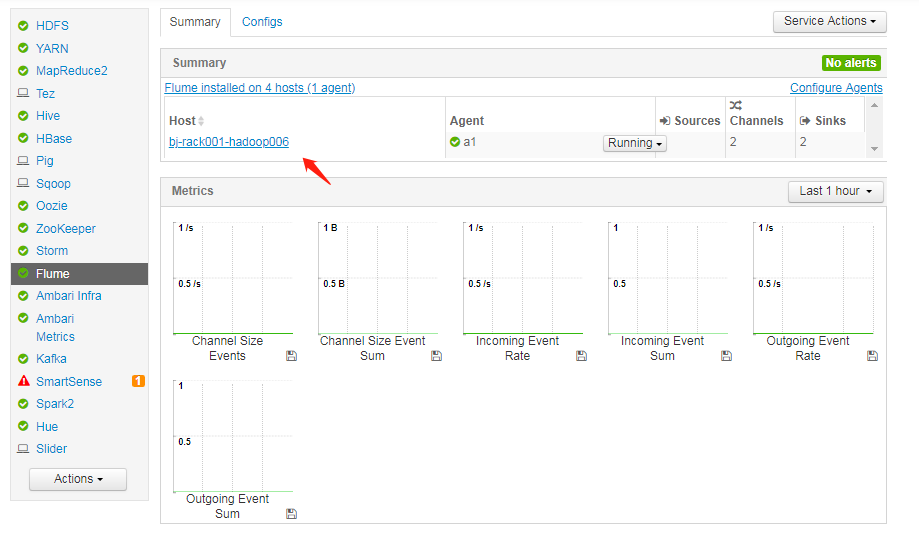 HDFS
YARN
MapReduce2
Tez
Hive
HBase
Pig
Sqoop
Oozie
ZooKeeper
Storm
Flume
Ambari Infra
Ambari
Metrics
Kafka
SmartSense 1
Spark2
Hue
Slider
Actions
Summary Configs Service Actions
Summary No alerts
Flume installed on 4 hosts (1 agent) Configure Agents
Host Agent Sources Channels Sinks
bj-rack001-hadoop006 a1 Running 2 2
Metrics Last 1 hour
1 /s 1 B 1 /s 1 1 /s
0.5 /s 0.5 B 0.5 /s 0.5 0.5 /s
Channel Size Channel Size Event Incoming Event Incoming Event Outgoing Event
Events Sum Rate Sum Rate
1
0.5
Outgoing Event
Sum